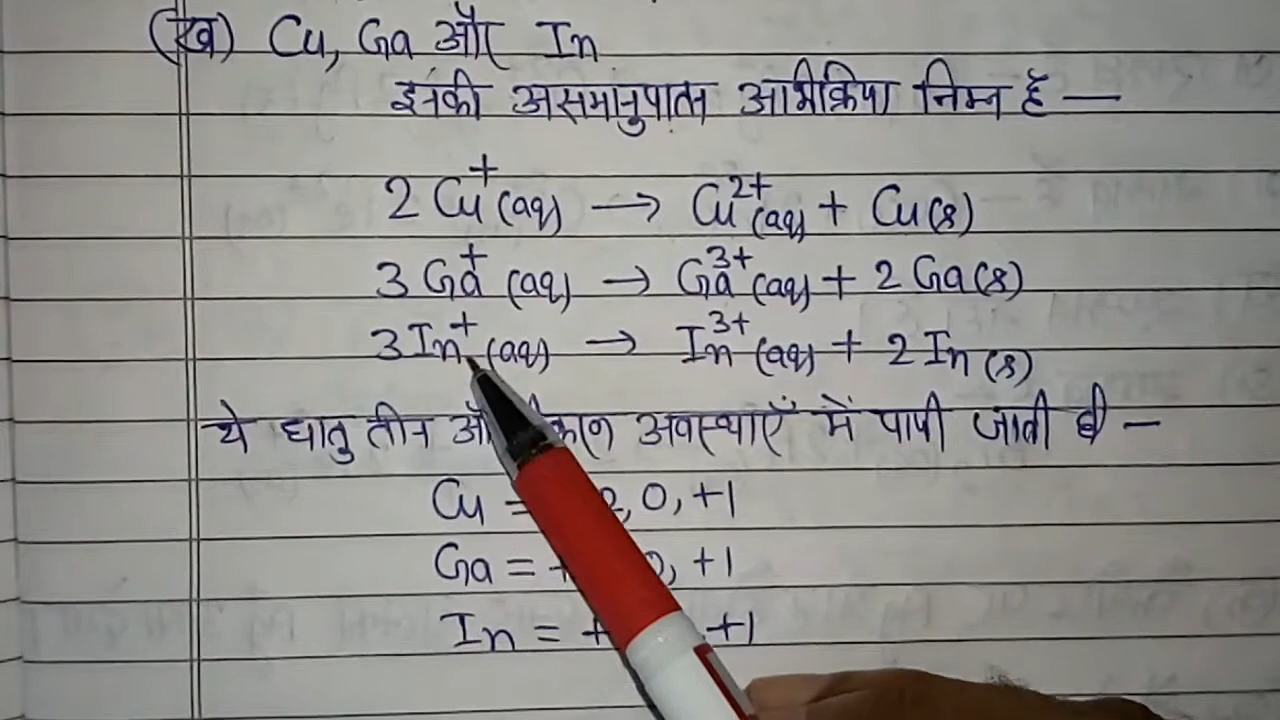 (ख) Cu, Ga और In
इनकी असमानुपातन अभिक्रिया निम्न है —
2 Cu⁺(aq) → Cu²⁺(aq) + Cu(s)
3 Ga⁺(aq) → Ga³⁺(aq) + 2 Ga(s)
3 In⁺(aq) → In³⁺(aq) + 2 In(s)
ये धातु तीन अवस्थाएँ में पायी जाती है —
Cu = , 0, +1
Ga = + , +1
In = + , +1